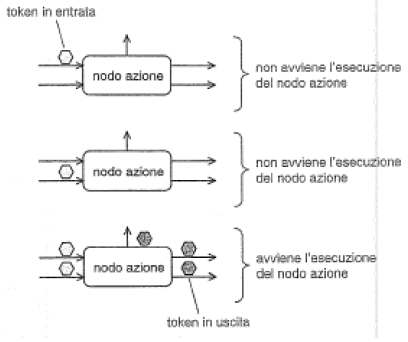 token in entrata
nodo azione
non avviene l'esecuzione
del nodo azione
nodo azione
non avviene l'esecuzione
del nodo azione
nodo azione
avviene l'esecuzione
del nodo azione
token in uscita